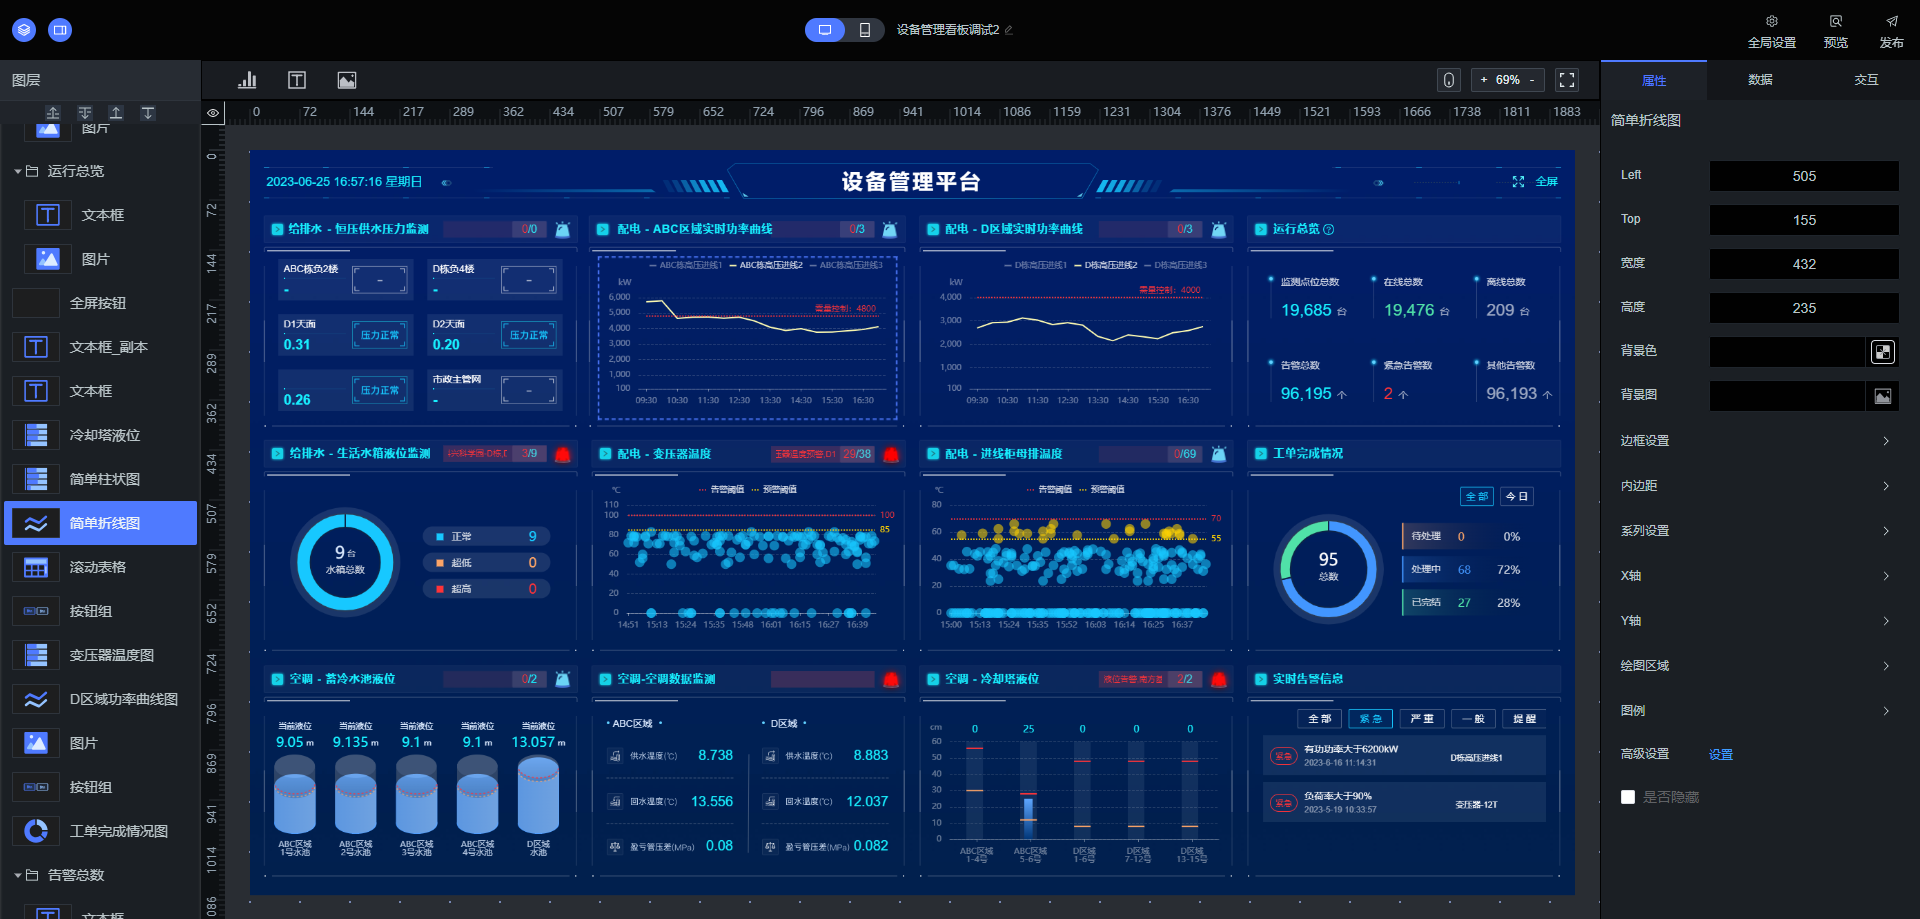 设备管理看板调试2
全局设置
预览
发布
图层
+ 69% -
属性
数据
交互
0 72 144 217 289 362 434 507 579 652 724 796 869 941 1014 1086 1159 1231 1304 1376 1449 1521 1593 1666 1738 1811 1883
图片
运行总览
文本框
图片
全屏按钮
文本框_副本
文本框
冷却塔液位
简单柱状图
简单折线图
滚动表格
按钮组
变压器温度图
D区域功率曲线图
图片
按钮组
工单完成情况图
告警总数
文本框
0
72
144
217
289
362
434
507
579
652
724
796
869
941
1014
086
2023-06-25 16:57:16 星期日
设备管理平台
全屏
给排水 - 恒压供水压力监测
0/0
ABC栋负2楼
-
-
D栋负4楼
-
-
D1天面
0.31
压力正常
D2天面
0.20
压力正常
0.26
压力正常
市政主管网
-
-
配电 - ABC区域实时功率曲线
0/3
ABC栋高压进线1 ABC栋高压进线2 ABC栋高压进线3
kW
6,000
5,000
4,000
3,000
2,000
1,000
100
需量控制：4800
09:30 10:30 11:30 12:30 13:30 14:30 15:30 16:30
配电 - D区域实时功率曲线
0/3
D栋高压进线1 D栋高压进线2 D栋高压进线3
kW
4,000
3,000
2,000
1,000
100
需量控制：4000
09:30 10:30 11:30 12:30 13:30 14:30 15:30 16:30
运行总览
监测点位总数
19,685 台
在线总数
19,476 台
离线总数
209 台
告警总数
96,195 个
紧急告警数
2 个
其他告警数
96,193 个
给排水 - 生活水箱液位监测
3/9
9台
水箱总数
正常 9
超低 0
超高 0
配电 - 变压器温度
29/38
℃
告警阈值 预警阈值
110
100
80
60
40
20
0
100
85
14:51 15:13 15:24 15:35 15:48 16:01 16:15 16:27 16:39
配电 - 进线柜母排温度
0/69
℃
告警阈值 预警阈值
80
60
40
20
0
70
55
15:00 15:13 15:24 15:35 15:52 16:03 16:14 16:25 16:37
工单完成情况
全部 今日
95
总数
待处理 0 0%
处理中 68 72%
已完结 27 28%
空调 - 蓄冷水池液位
0/2
当前液位 当前液位 当前液位 当前液位 当前液位
9.05 m 9.135 m 9.1 m 9.1 m 13.057 m
ABC区域 ABC区域 ABC区域 ABC区域 D区域
1号水池 2号水池 3号水池 4号水池 水池
空调-空调数据监测
ABC区域
供水温度(℃) 8.738
回水温度(℃) 13.556
盈亏管压差(MPa) 0.08
D区域
供水温度(℃) 8.883
回水温度(℃) 12.037
盈亏管压差(MPa) 0.082
空调 - 冷却塔液位
2/2
cm
0 25 0 0 0
60
50
40
30
20
10
0
ABC区域 ABC区域 D区域 D区域 D区域
1-4号 5-6号 1-6号 7-12号 13-15号
实时告警信息
全部 紧急 严重 一般 提醒
紧急
有功功率大于6200kW
2023-6-16 11:14:31
D栋高压进线1
紧急
负荷率大于90%
2023-5-19 10:33:57
变压器-12T
简单折线图
Left 505
Top 155
宽度 432
高度 235
背景色
背景图
边框设置
内边距
系列设置
X轴
Y轴
绘图区域
图例
高级设置 设置
是否隐藏